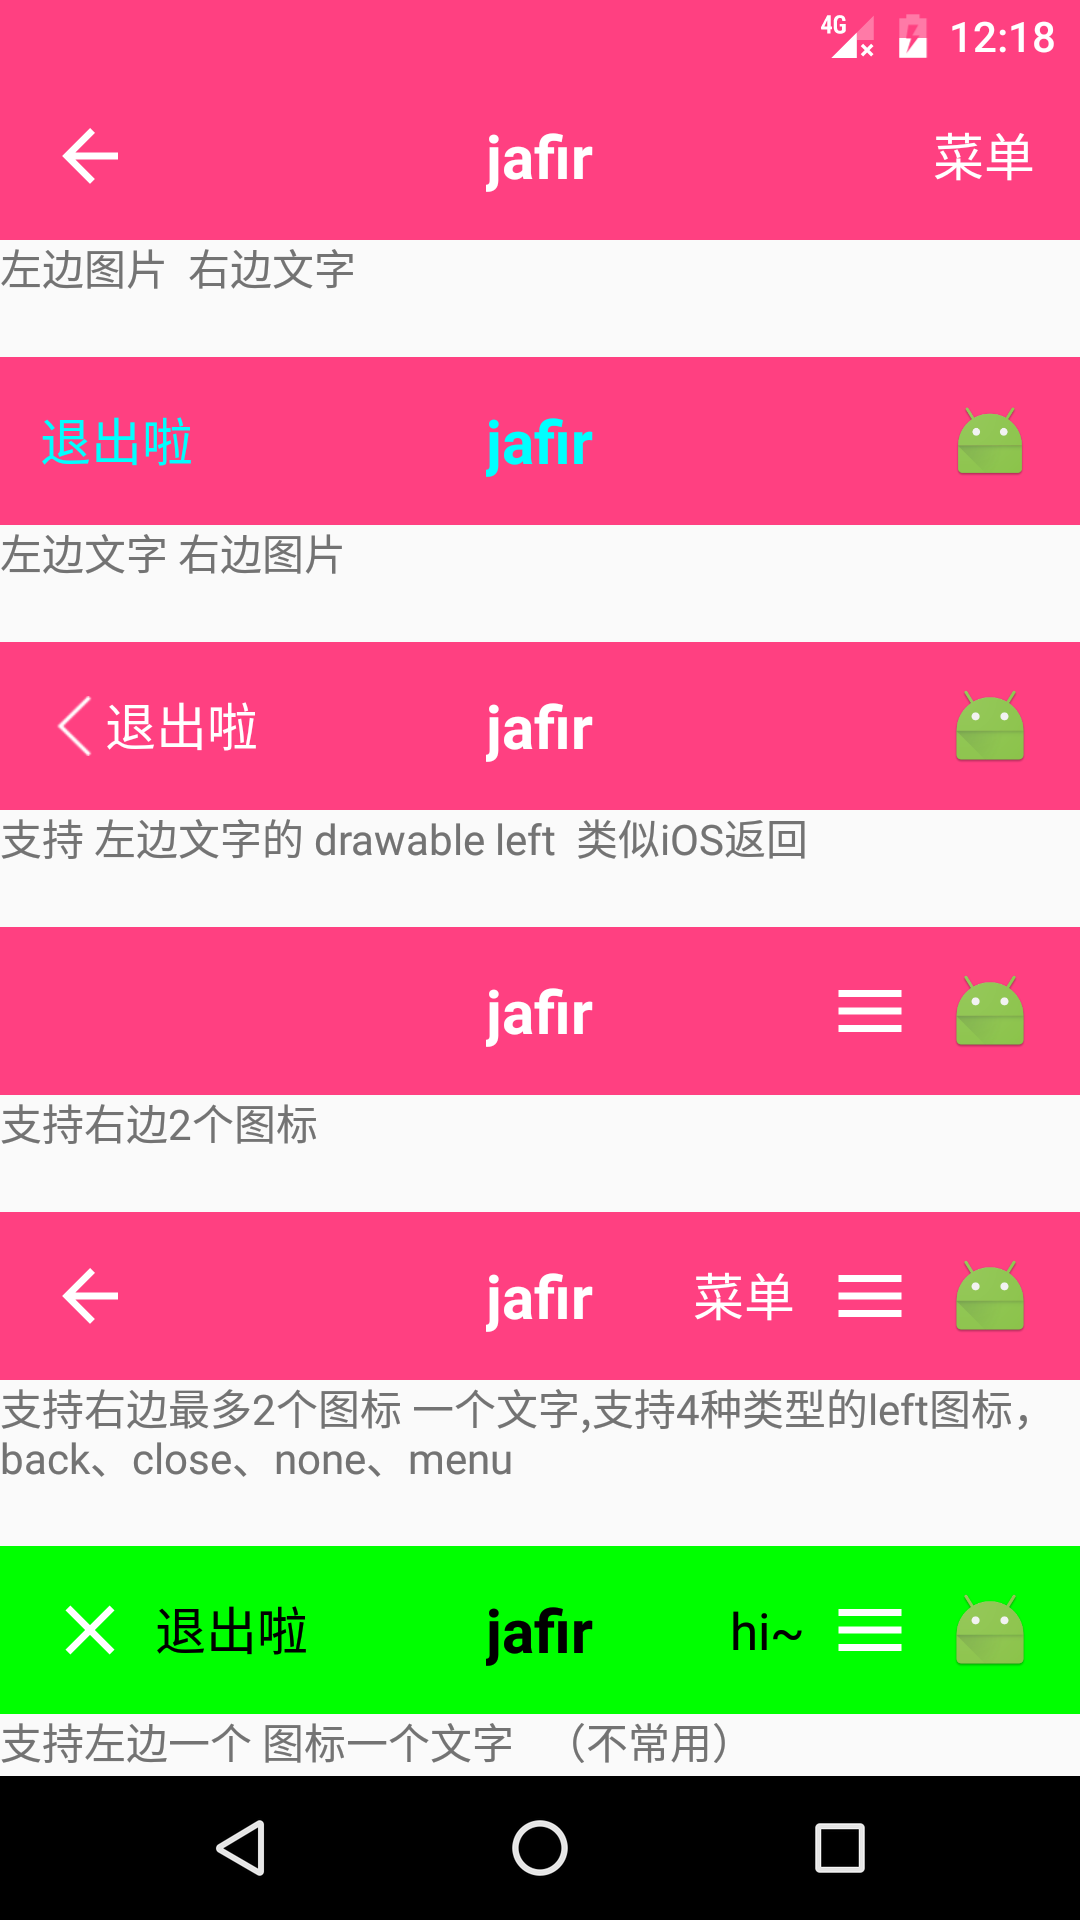 4G 12:18
jafir 菜单
左边图片 右边文字
退出啦 jafir
左边文字 右边图片
退出啦 jafir
支持 左边文字的 drawable left 类似iOS返回
jafir
支持右边2个图标
jafir 菜单
支持右边最多2个图标 一个文字,支持4种类型的left图标，
back、close、none、menu
退出啦 jafir hi~
支持左边一个 图标一个文字 （不常用）